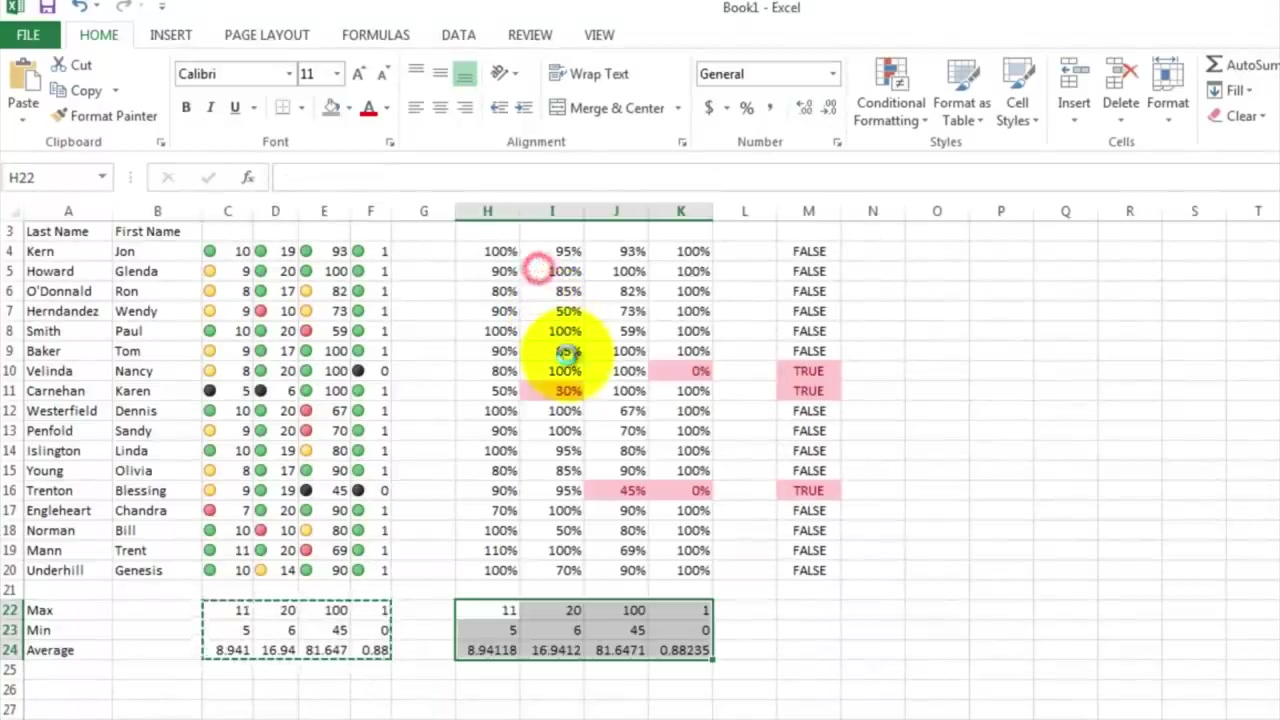 Book1 - Excel
FILE HOME INSERT PAGE LAYOUT FORMULAS DATA REVIEW VIEW
Paste Cut Copy Format Painter
Clipboard
Calibri 11 A A
B I U A
Font
Wrap Text
Merge & Center
Alignment
General
$ % ,
Number
Conditional Formatting Format as Table Cell Styles
Styles
Insert Delete Format
Cells
AutoSum
Fill
Clear
H22 fx
A B C D E F G H I J K L M N O P Q R S T
3 Last Name First Name
4 Kern Jon 10 19 93 1 100% 95% 93% 100% FALSE
5 Howard Glenda 9 20 100 1 90% 100% 100% 100% FALSE
6 O'Donnald Ron 8 17 82 1 80% 85% 82% 100% FALSE
7 Herndandez Wendy 9 10 73 1 90% 50% 73% 100% FALSE
8 Smith Paul 10 20 59 1 100% 100% 59% 100% FALSE
9 Baker Tom 9 17 100 1 90% 100% 100% FALSE
10 Velinda Nancy 8 20 100 0 80% 100% 100% 0% TRUE
11 Carnehan Karen 5 6 100 1 50% 30% 100% 100% TRUE
12 Westerfield Dennis 10 20 67 1 100% 100% 67% 100% FALSE
13 Penfold Sandy 9 20 70 1 90% 100% 70% 100% FALSE
14 Islington Linda 10 19 80 1 100% 95% 80% 100% FALSE
15 Young Olivia 8 17 90 1 80% 85% 90% 100% FALSE
16 Trenton Blessing 9 19 45 0 90% 95% 45% 0% TRUE
17 Engleheart Chandra 7 20 90 1 70% 100% 90% 100% FALSE
18 Norman Bill 10 10 80 1 100% 50% 80% 100% FALSE
19 Mann Trent 11 20 69 1 110% 100% 69% 100% FALSE
20 Underhill Genesis 10 14 90 1 100% 70% 90% 100% FALSE
21
22 Max 11 20 100 1 11 20 100 1
23 Min 5 6 45 0 5 6 45 0
24 Average 8.941 16.94 81.647 0.88 8.94118 16.9412 81.6471 0.88235
25
26
27